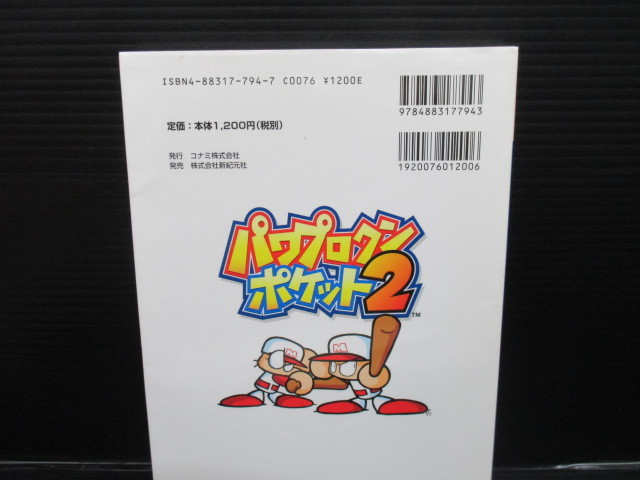 ISBN4-88317-794-7 C0076 ¥1200E
9784883177943
定価：本体1,200円(税別)
発行 コナミ株式会社
発売 株式会社新紀元社
1920076012006
パワプロクン
ポケット2™
M
M
®